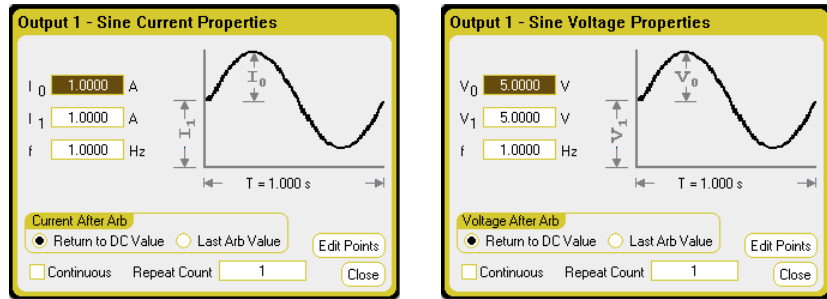 Output 1 - Sine Current Properties
I 0 1.0000 A
I0
I 1 1.0000 A
I1
f 1.0000 Hz
T = 1.000 s
Current After Arb
Return to DC Value Last Arb Value
Edit Points
Continuous Repeat Count 1
Close
Output 1 - Sine Voltage Properties
V0 5.0000 V
V0
V1 5.0000 V
V1
f 1.0000 Hz
T = 1.000 s
Voltage After Arb
Return to DC Value Last Arb Value
Edit Points
Continuous Repeat Count 1
Close